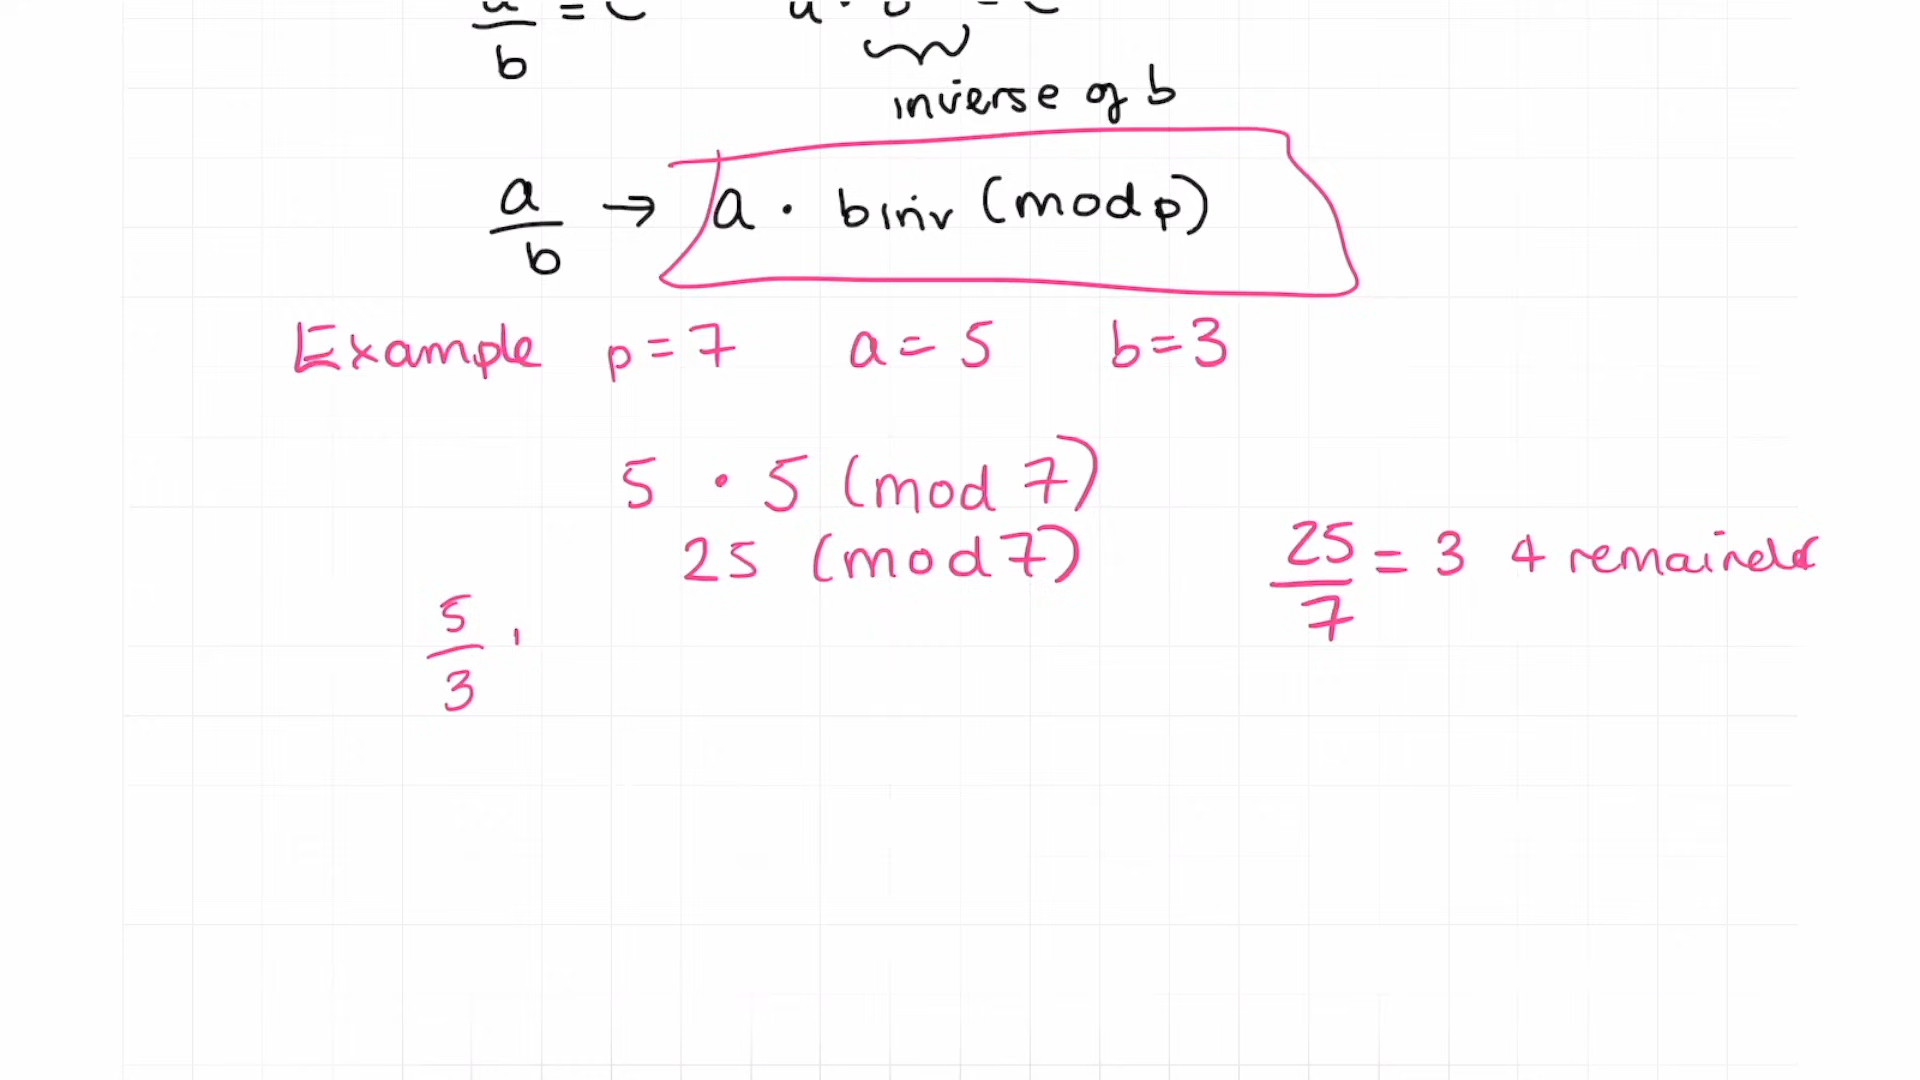 b
inverse of b
a/b → a · binv (mod p)
Example p=7 a=5 b=3
5 · 5 (mod 7)
25 (mod 7)
25/7 = 3 4 remainder
5/3